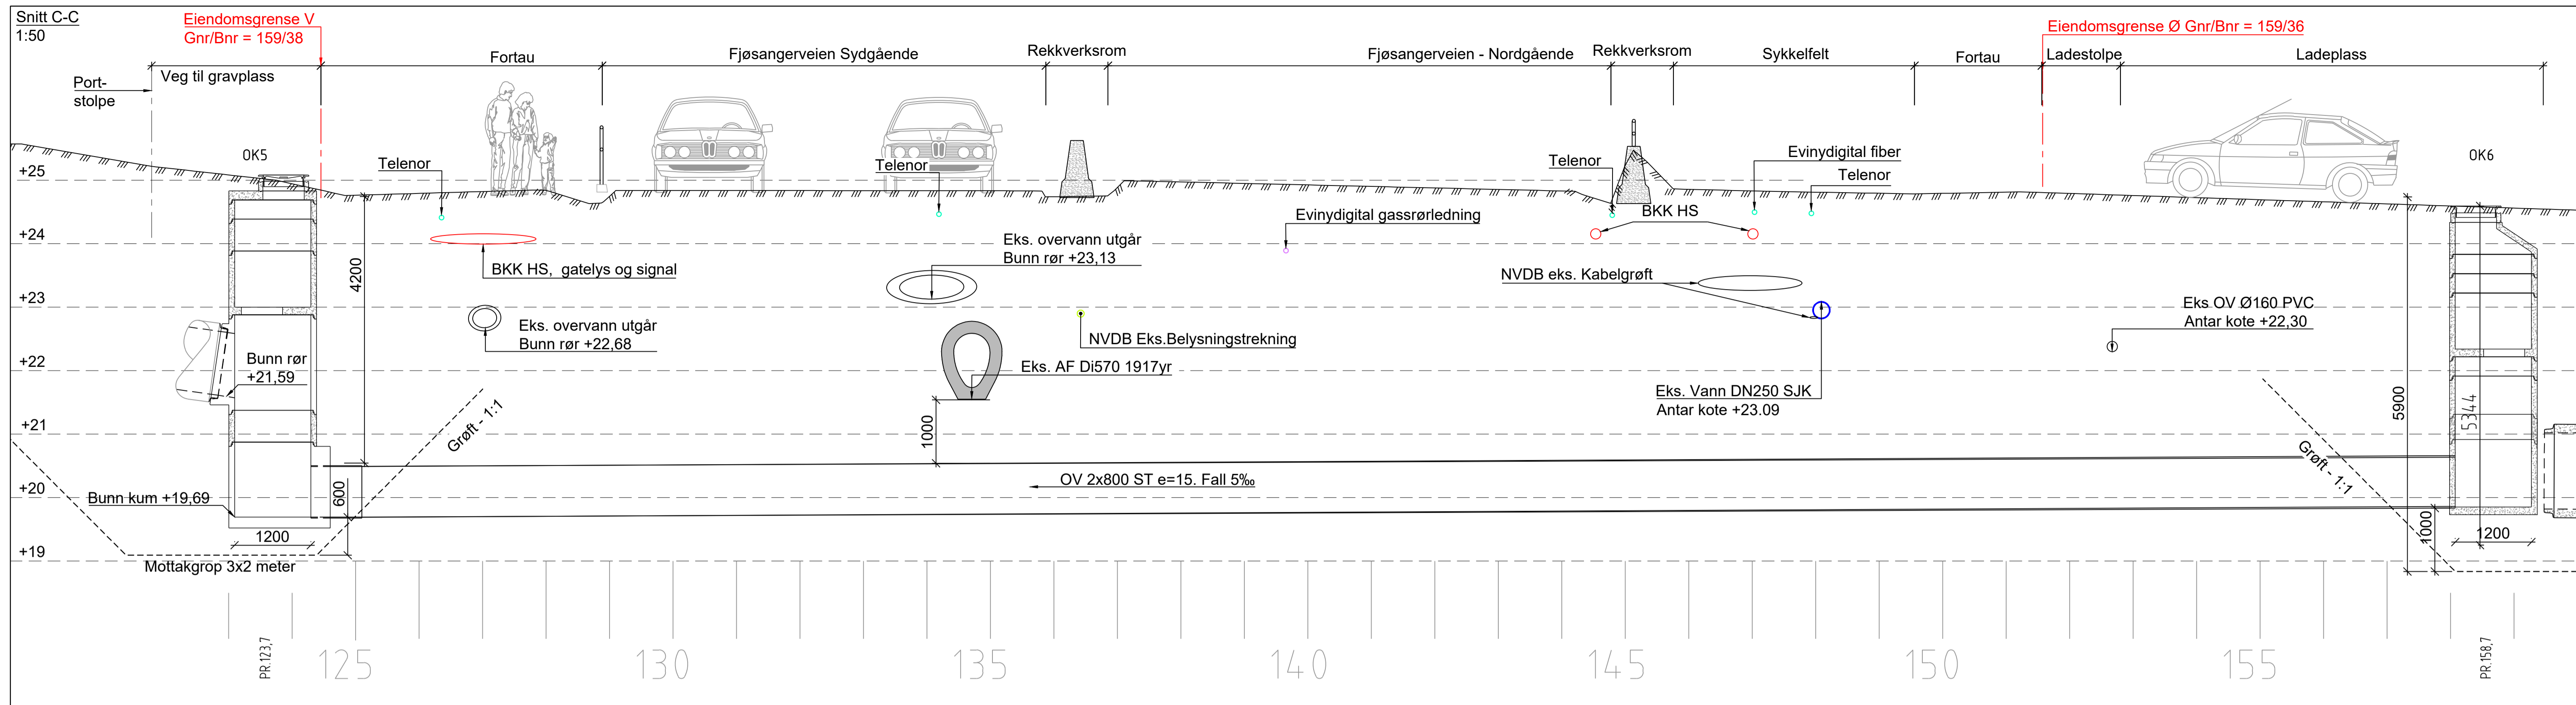 Snitt C-C
1:50
Eiendomsgrense V
Gnr/Bnr = 159/38
Eiendomsgrense Ø Gnr/Bnr = 159/36
Port-
stolpe
Veg til gravplass
Fortau
Fjøsangerveien Sydgående
Rekkverksrom
Fjøsangerveien - Nordgående
Rekkverksrom
Sykkelfelt
Fortau
Ladestolpe
Ladeplass
OK5
OK6
Telenor
Telenor
Telenor
Evinydigital fiber
Telenor
+25
+24
+23
+22
+21
+20
+19
BKK HS
Evinydigital gassrørledning
BKK HS, gatelys og signal
4200
Eks. overvann utgår
Bunn rør +23,13
NVDB eks. Kabelgrøft
Eks OV Ø160 PVC
Antar kote +22,30
Eks. overvann utgår
Bunn rør +22,68
NVDB Eks.Belysningstrekning
Bunn rør
+21,59
Eks. AF Di570 1917yr
Eks. Vann DN250 SJK
Antar kote +23.09
Grøft - 1:1
1000
5900
5344
Grøft - 1:1
OV 2x800 ST e=15. Fall 5‰
Bunn kum +19,69
600
1200
1000
1200
Mottakgrop 3x2 meter
PR.123,7
125
130
135
140
145
150
155
PR.158,7